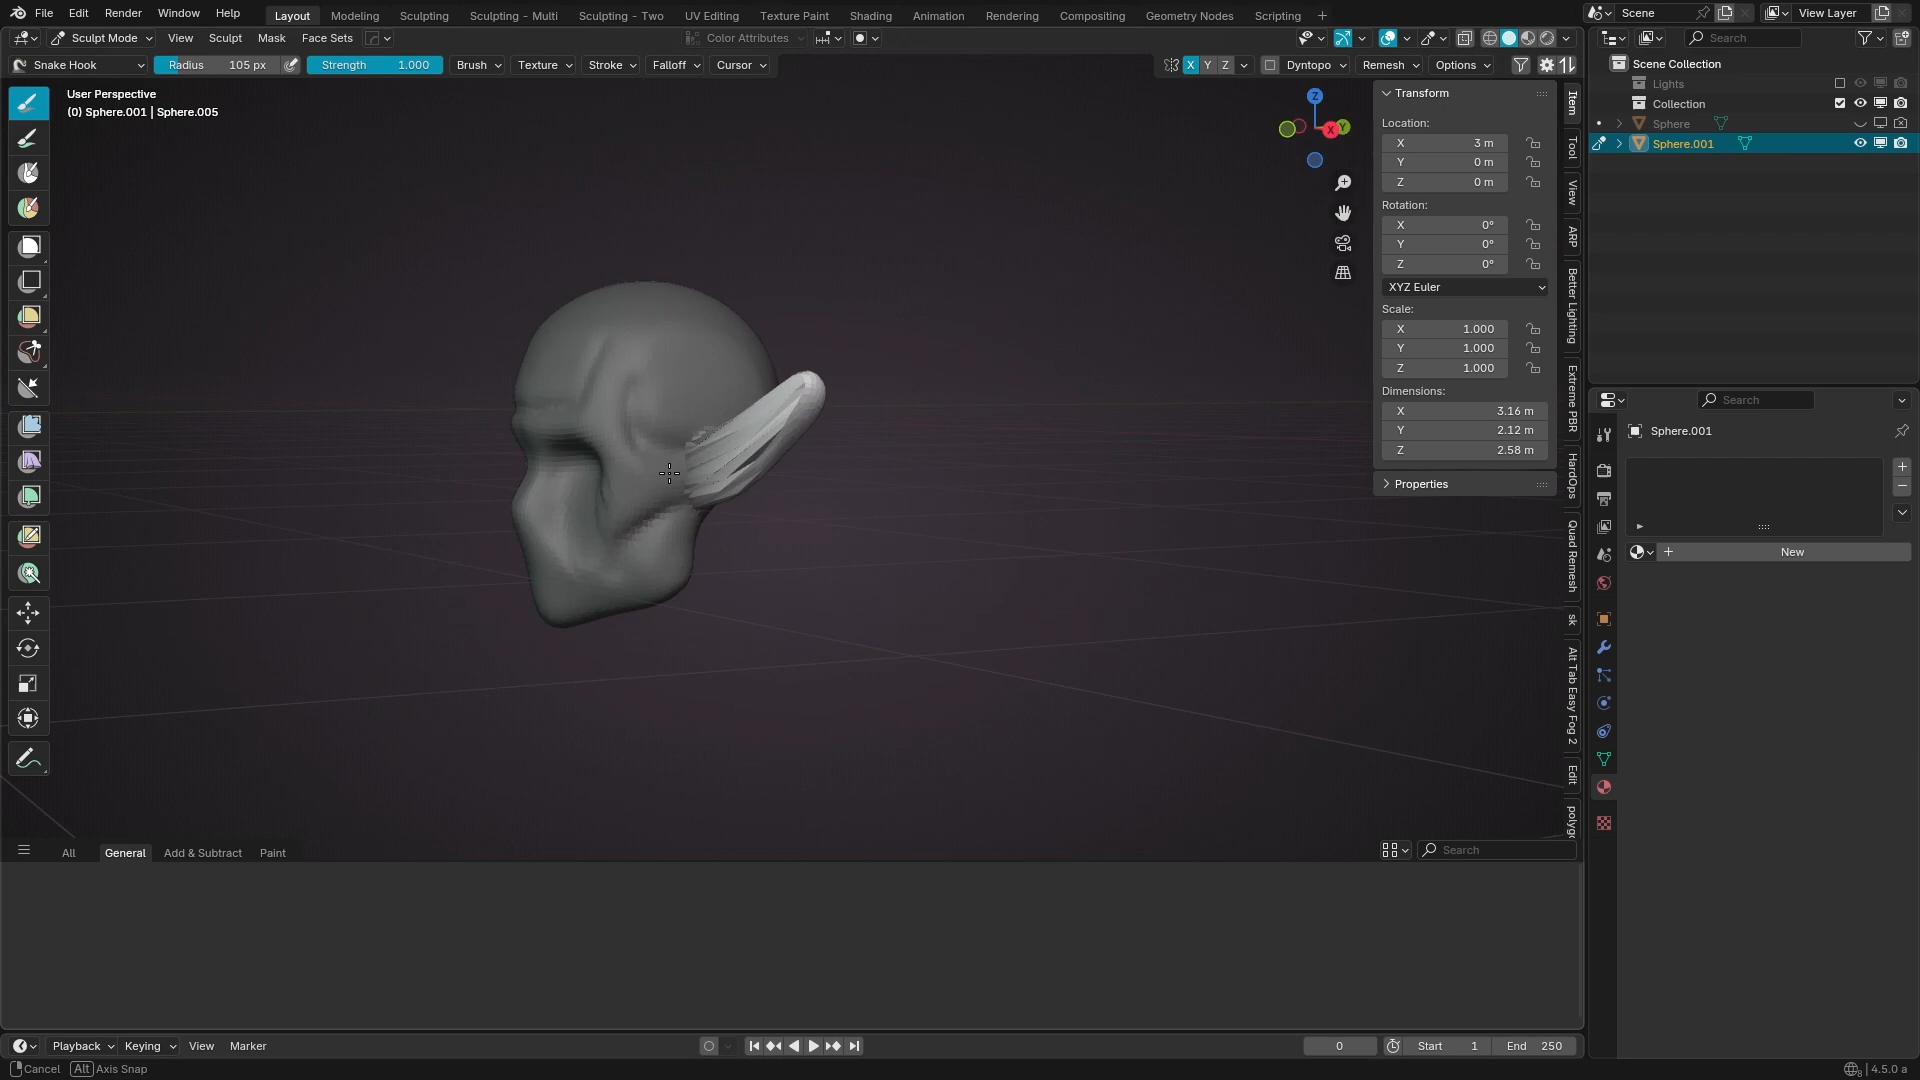 File Edit Render Window Help Layout Modeling Sculpting Sculpting - Multi Sculpting - Two UV Editing Texture Paint Shading Animation Rendering Compositing Geometry Nodes Scripting + Scene View Layer
Sculpt Mode View Sculpt Mask Face Sets Color Attributes Search
Snake Hook Radius 105 px Strength 1.000 Brush Texture Stroke Falloff Cursor X Y Z Dyntopo Remesh Options
Scene Collection
Lights
Collection
Sphere
Sphere.001
User Perspective
(0) Sphere.001 | Sphere.005
Z
X
Y
Transform
Location:
X 3 m
Y 0 m
Z 0 m
Rotation:
X 0°
Y 0°
Z 0°
XYZ Euler
Scale:
X 1.000
Y 1.000
Z 1.000
Dimensions:
X 3.16 m
Y 2.12 m
Z 2.58 m
Properties
Item
Tool
View
ARP
Better Lighting
Extreme PBR
HardOps
Quad Remesh
sk
Alt Tab Easy Fog 2
Edit
Search
Sphere.001
+ New
All General Add & Subtract Paint Search
Playback Keying View Marker 0 Start 1 End 250
Cancel Alt Axis Snap 4.5.0 a